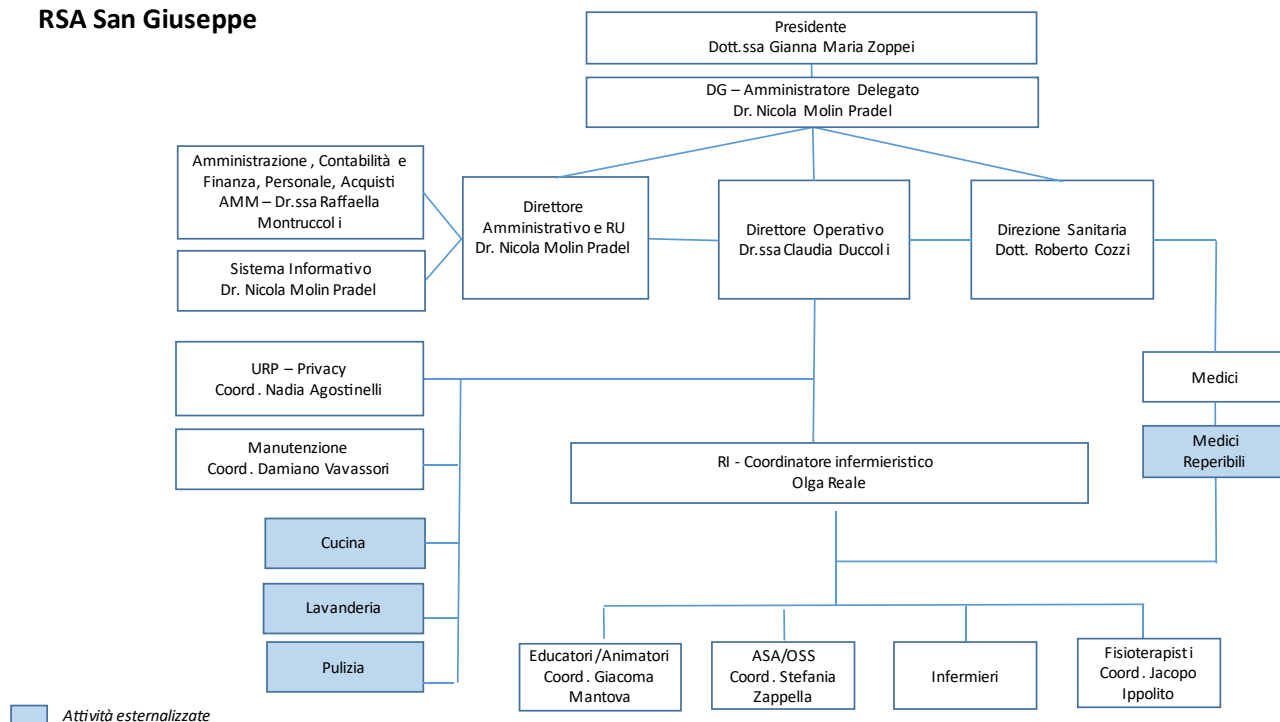 RSA San Giuseppe
Presidente
Dott.ssa Gianna Maria Zoppei
DG – Amministratore Delegato
Dr. Nicola Molin Pradel
Amministrazione, Contabilità e
Finanza, Personale, Acquisti
AMM – Dr.ssa Raffaella
Montruccoli
Sistema Informativo
Dr. Nicola Molin Pradel
Direttore
Amministrativo e RU
Dr. Nicola Molin Pradel
Direttore Operativo
Dr.ssa Claudia Duccoli
Direzione Sanitaria
Dott. Roberto Cozzi
URP – Privacy
Coord. Nadia Agostinelli
Medici
Manutenzione
Coord. Damiano Vavassori
RI - Coordinatore infermieristico
Olga Reale
Medici
Reperibili
Cucina
Lavanderia
Pulizia
Educatori/Animatori
Coord. Giacoma
Mantova
ASA/OSS
Coord. Stefania
Zappella
Infermieri
Fisioterapisti
Coord. Jacopo
Ippolito
Attività esternalizzate